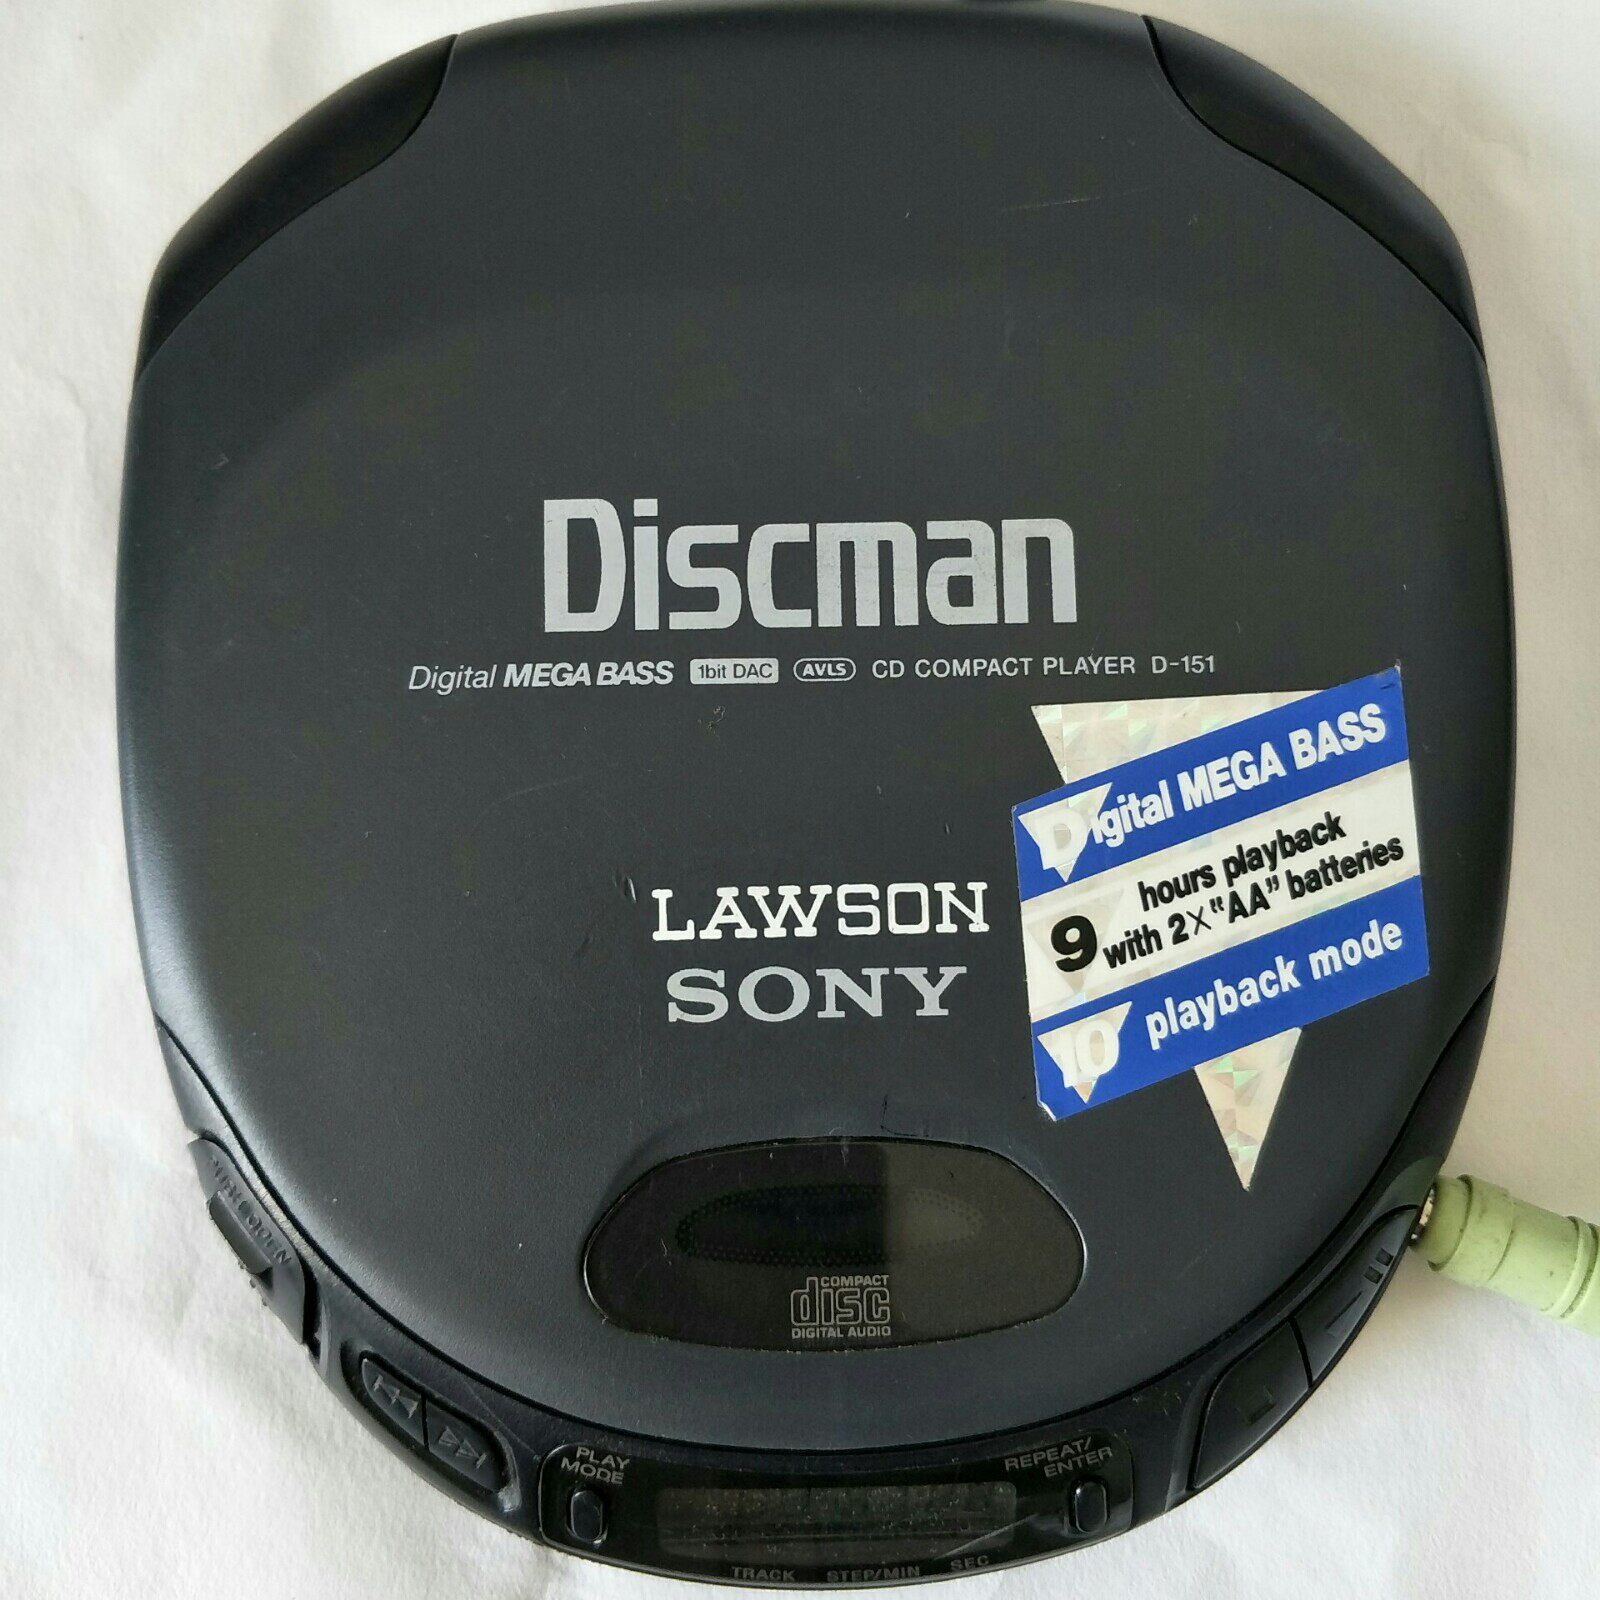 Discman
Digital MEGA BASS 1bit DAC AVLS CD COMPACT PLAYER D-151
Digital MEGA BASS
9 hours playback
with 2×"AA" batteries
10 playback mode
LAWSON
SONY
COMPACT
disc
DIGITAL AUDIO
OPEN
PLAY
MODE
REPEAT/
ENTER
TRACK STEP/MIN SEC